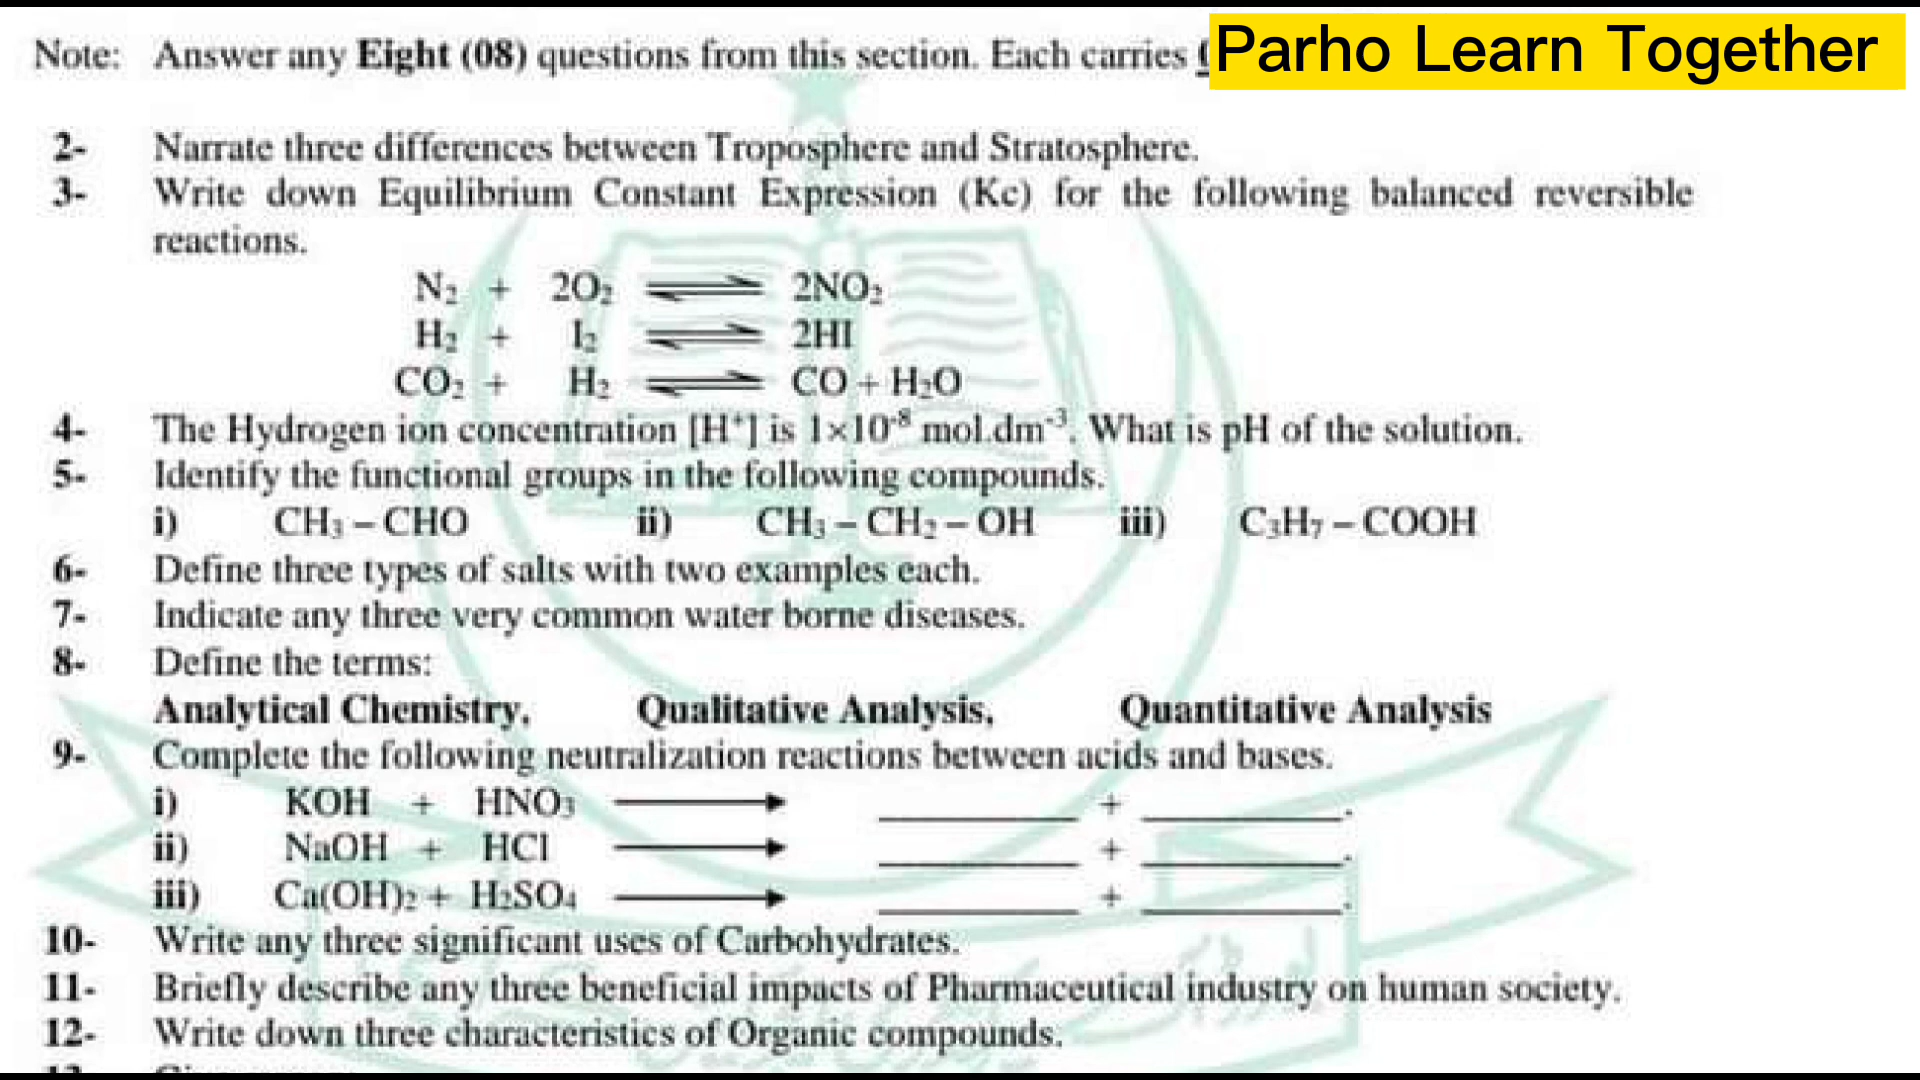 Parho Learn Together
Note: Answer any Eight (08) questions from this section. Each carries
2- Narrate three differences between Troposphere and Stratosphere.
3- Write down Equilibrium Constant Expression (Kc) for the following balanced reversible
reactions.
N₂ + 2O₂ ⇌ 2NO₂
H₂ + I₂ ⇌ 2HI
CO₂ + H₂ ⇌ CO + H₂O
4- The Hydrogen ion concentration [H⁺] is 1×10⁻⁸ mol.dm⁻³. What is pH of the solution.
5- Identify the functional groups in the following compounds.
i) CH₃ – CHO ii) CH₃ – CH₂ – OH iii) C₃H₇ – COOH
6- Define three types of salts with two examples each.
7- Indicate any three very common water borne diseases.
8- Define the terms:
Analytical Chemistry, Qualitative Analysis, Quantitative Analysis
9- Complete the following neutralization reactions between acids and bases.
i) KOH + HNO₃ → ________ + ________.
ii) NaOH + HCl → ________ + ________.
iii) Ca(OH)₂ + H₂SO₄ → ________ + ________.
10- Write any three significant uses of Carbohydrates.
11- Briefly describe any three beneficial impacts of Pharmaceutical industry on human society.
12- Write down three characteristics of Organic compounds.